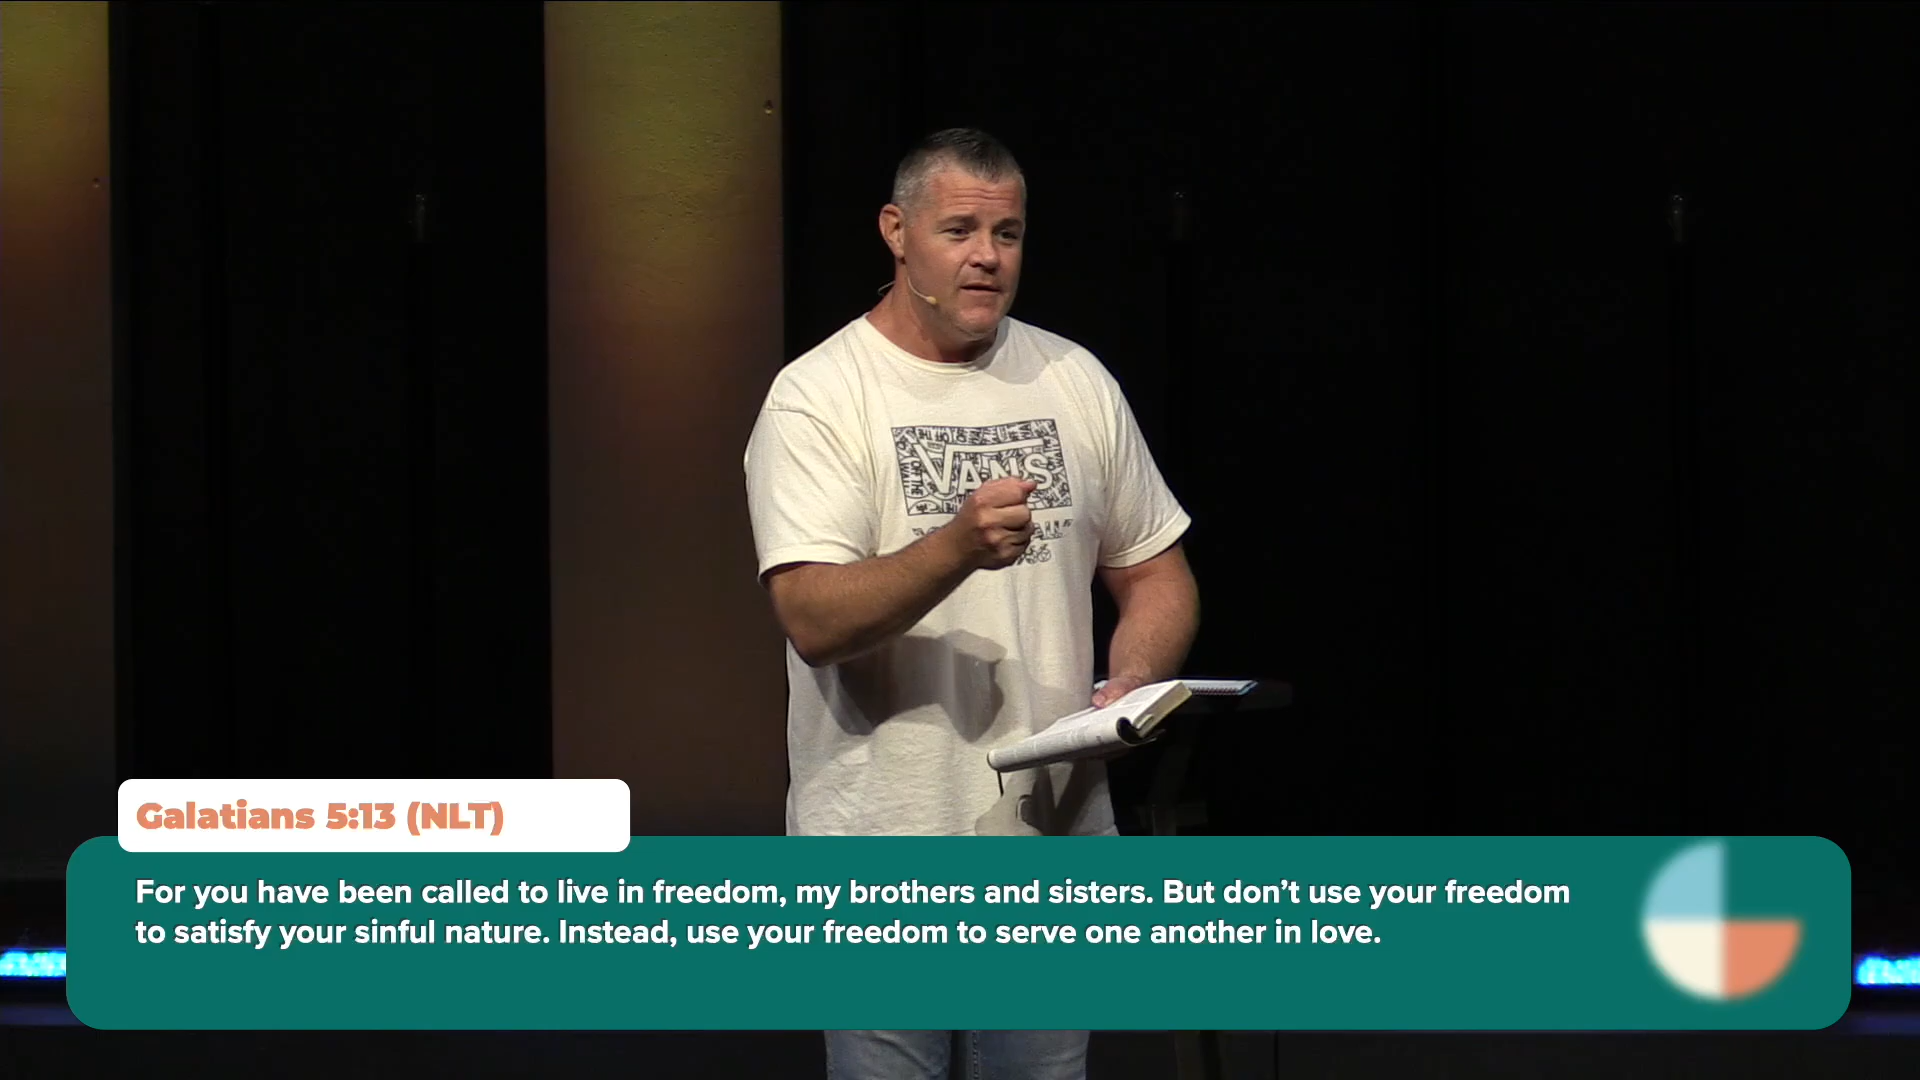 VANS
Galatians 5:13 (NLT)
For you have been called to live in freedom, my brothers and sisters. But don’t use your freedom
to satisfy your sinful nature. Instead, use your freedom to serve one another in love.